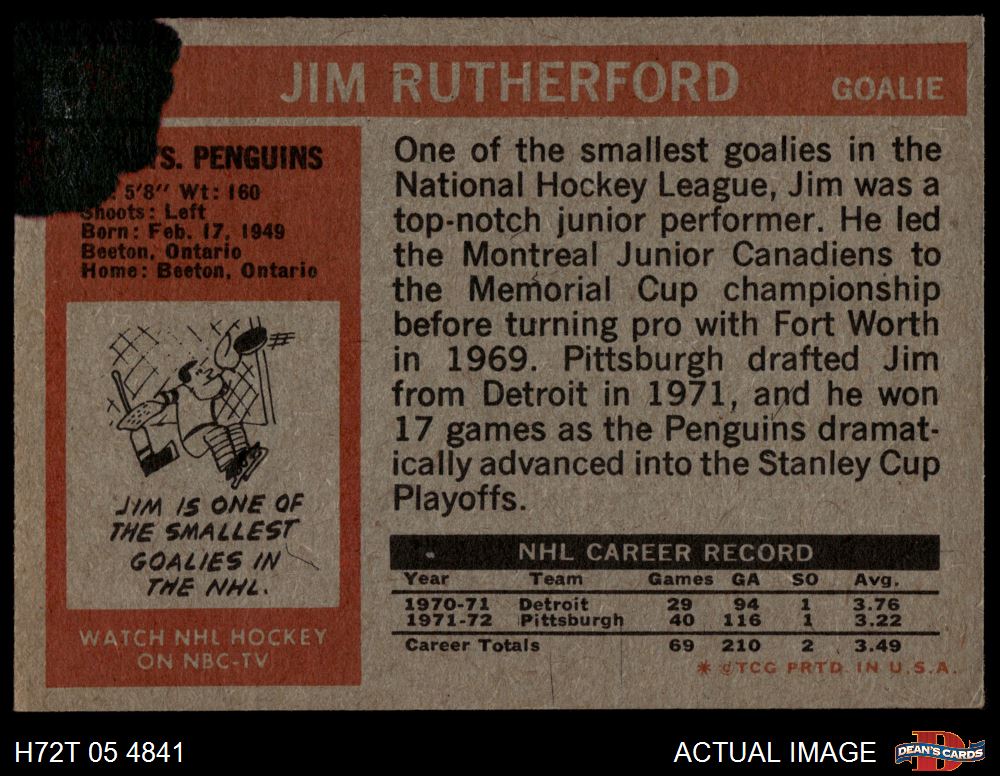 JIM RUTHERFORD GOALIE
PENGUINS
5'8" Wt: 160
Shoots: Left
Born: Feb. 17, 1949
Beeton, Ontario
Home: Beeton, Ontario
JIM IS ONE OF
THE SMALLEST
GOALIES IN
THE NHL.
WATCH NHL HOCKEY
ON NBC-TV
One of the smallest goalies in the
National Hockey League, Jim was a
top-notch junior performer. He led
the Montreal Junior Canadiens to
the Memorial Cup championship
before turning pro with Fort Worth
in 1969. Pittsburgh drafted Jim
from Detroit in 1971, and he won
17 games as the Penguins dramat-
ically advanced into the Stanley Cup
Playoffs.
NHL CAREER RECORD
Year Team Games GA SO Avg.
1970-71 Detroit 29 94 1 3.76
1971-72 Pittsburgh 40 116 1 3.22
Career Totals 69 210 2 3.49
* ©TCG PRTD. IN U.S.A.
H72T 05 4841
ACTUAL IMAGE
DEAN'S CARDS